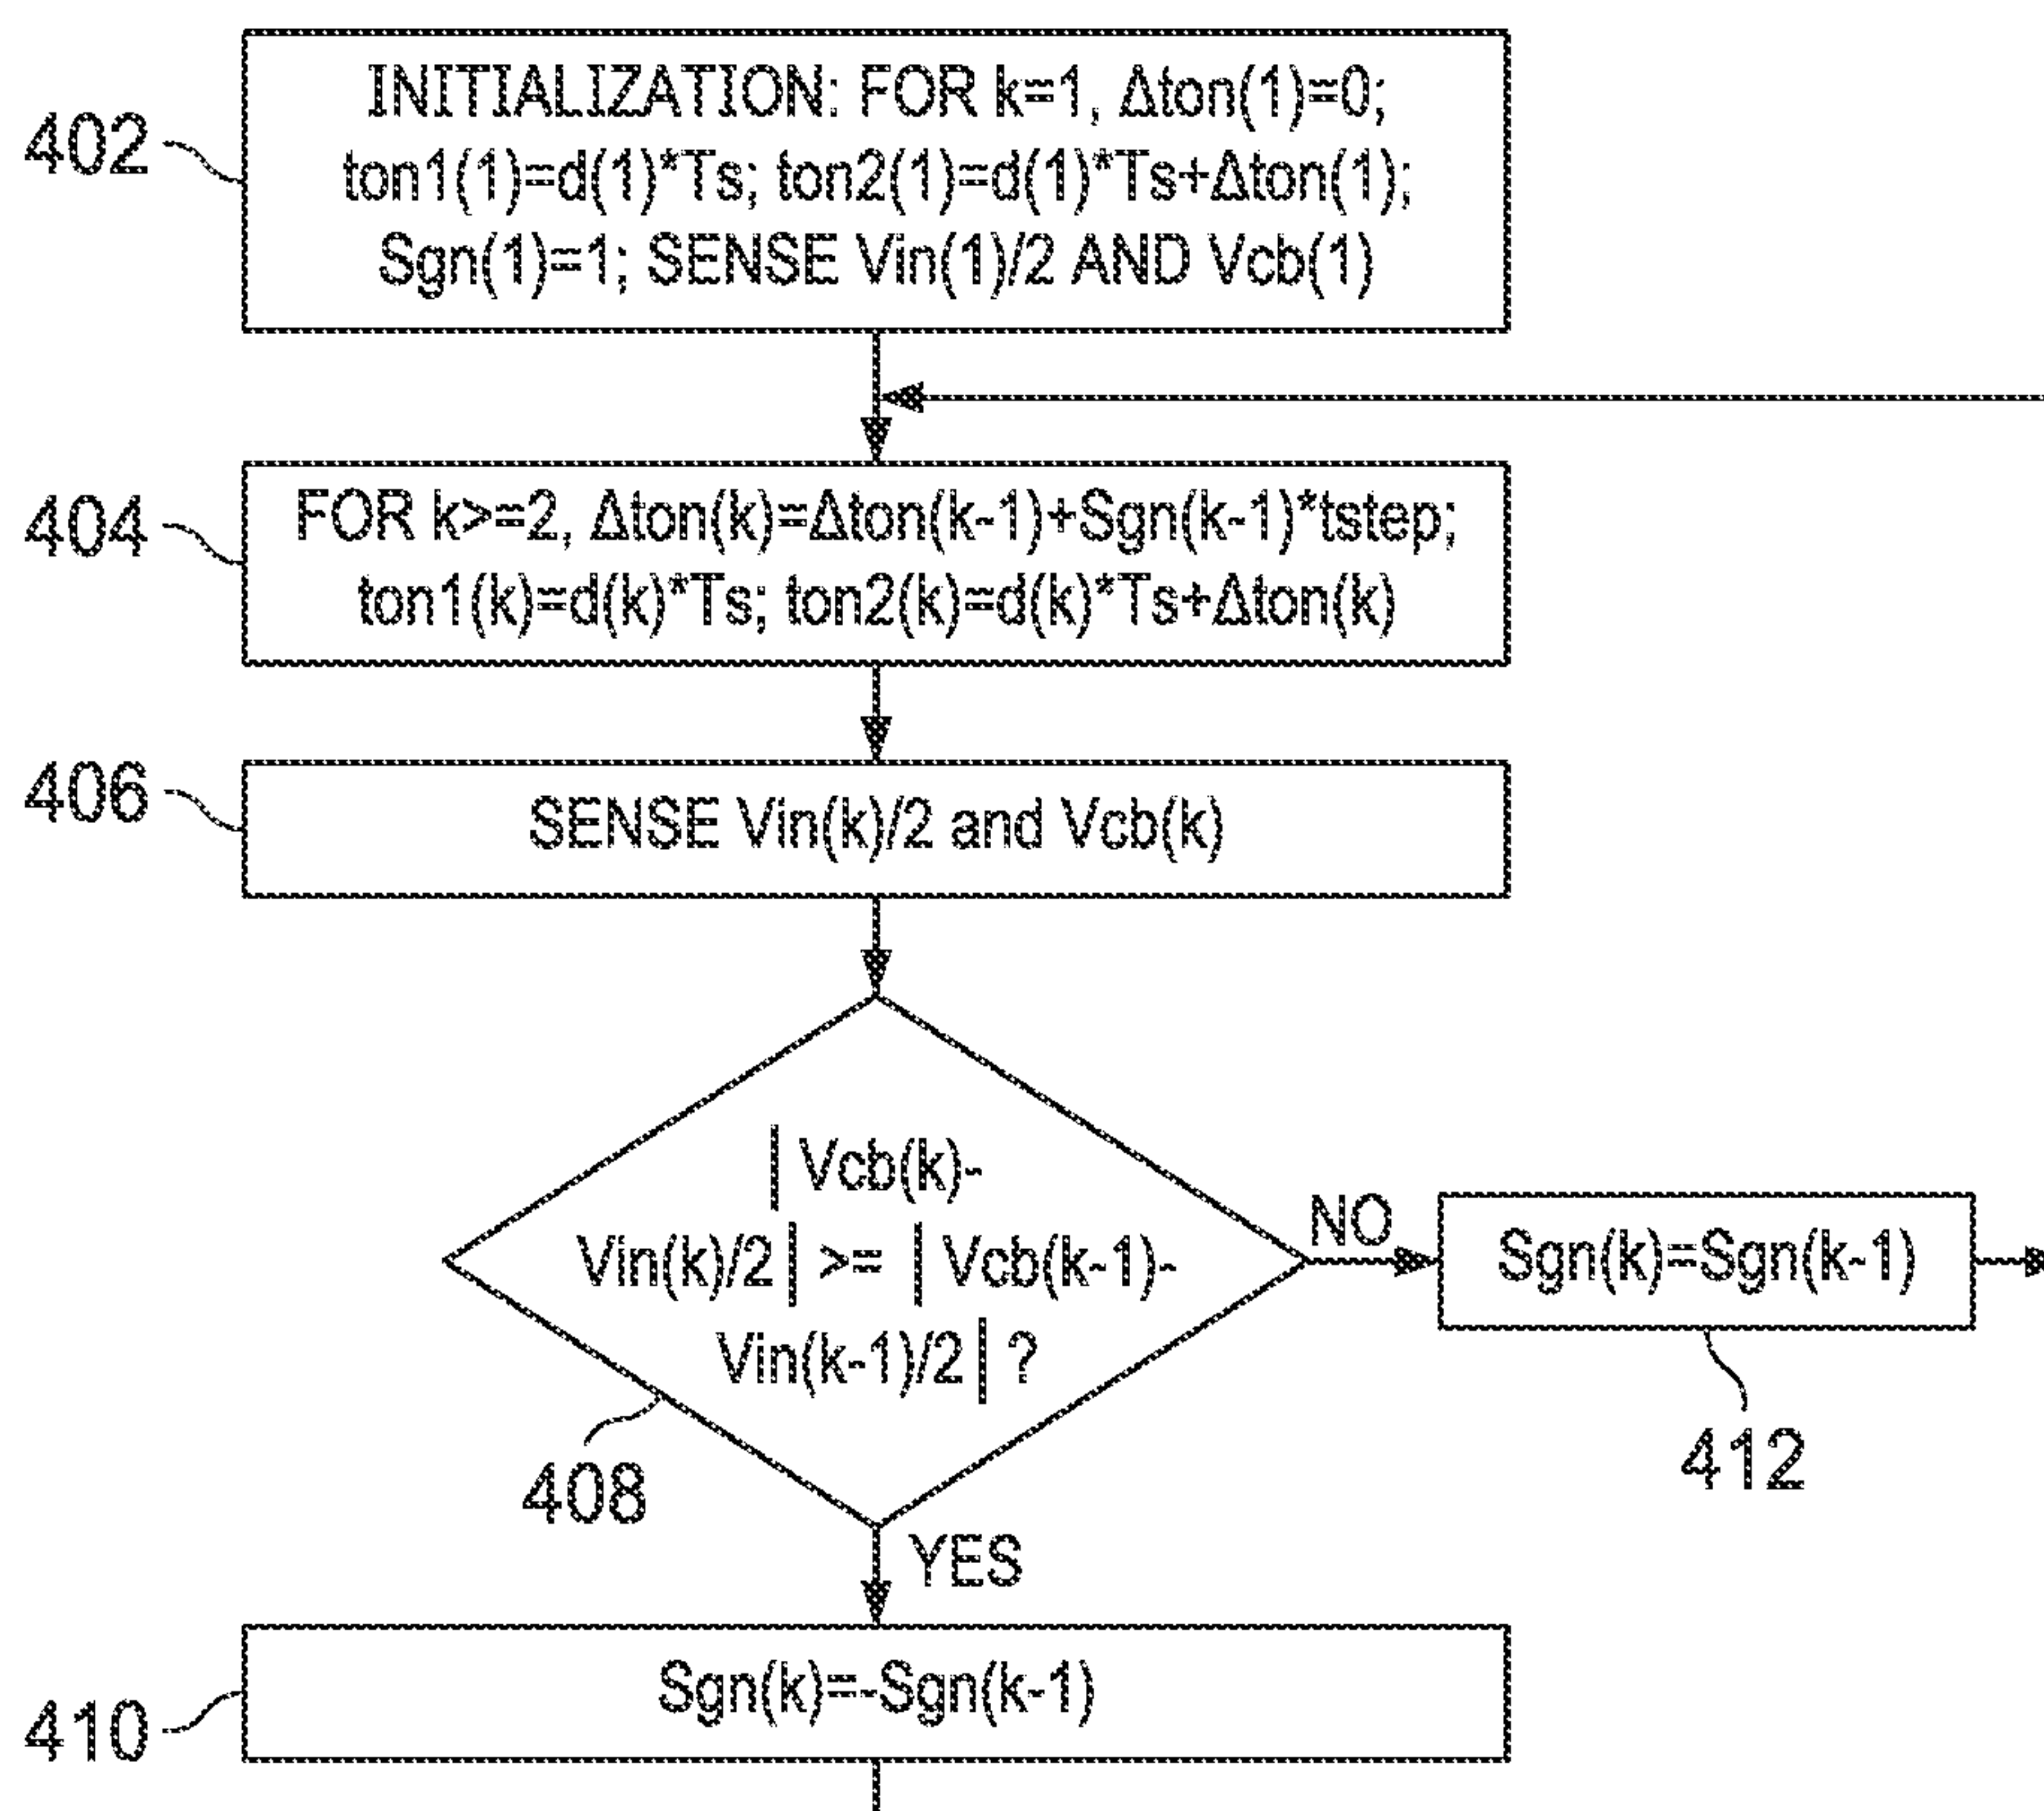 402
INITIALIZATION: FOR k=1, Δton(1)=0;
ton1(1)=d(1)*Ts; ton2(1)=d(1)*Ts+Δton(1);
Sgn(1)=1; SENSE Vin(1)/2 AND Vcb(1)
404
FOR k>=2, Δton(k)=Δton(k-1)+Sgn(k-1)*tstep;
ton1(k)=d(k)*Ts; ton2(k)=d(k)*Ts+Δton(k)
406
SENSE Vin(k)/2 and Vcb(k)
| Vcb(k)-
Vin(k)/2 | >= | Vcb(k-1)-
Vin(k-1)/2 | ?
408
NO
Sgn(k)=Sgn(k-1)
412
YES
410
Sgn(k)=-Sgn(k-1)